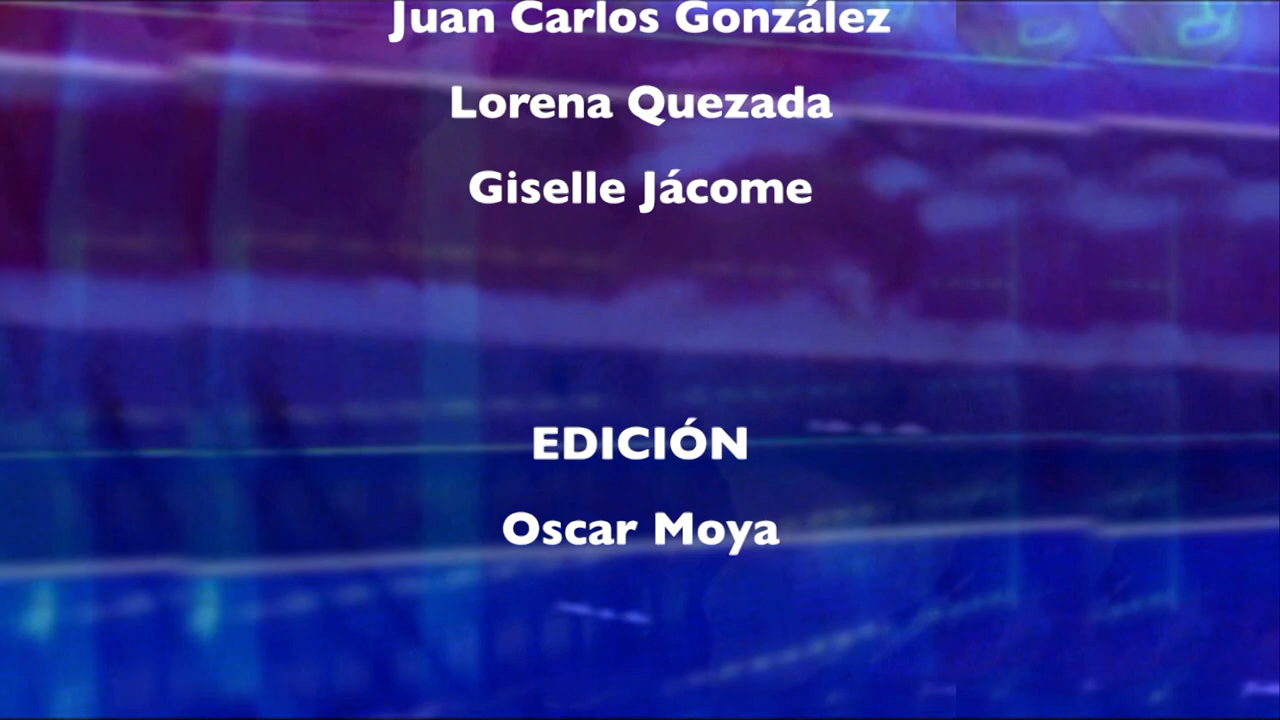 Juan Carlos González
Lorena Quezada
Giselle Jácome
EDICIÓN
Oscar Moya